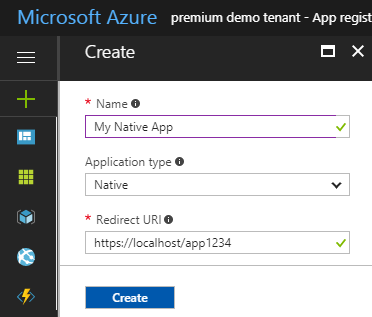 Microsoft Azure premium demo tenant - App regist
Create
* Name
My Native App
Application type
Native
* Redirect URI
https://localhost/app1234
Create